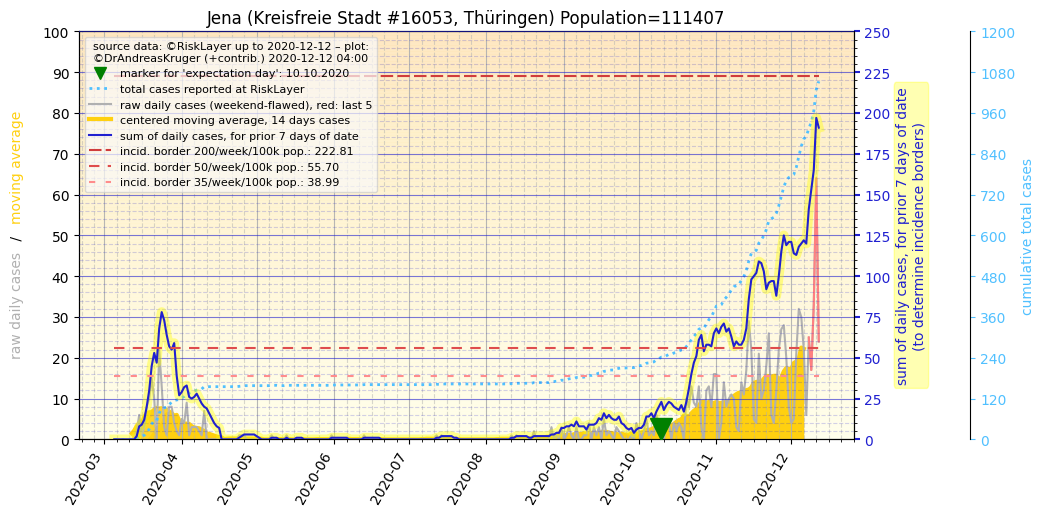 Jena (Kreisfreie Stadt #16053, Thüringen) Population=111407
source data: ©RiskLayer up to 2020-12-12 – plot:
©DrAndreasKruger (+contrib.) 2020-12-12 04:00
marker for 'expectation day': 10.10.2020
total cases reported at RiskLayer
raw daily cases (weekend-flawed), red: last 5
centered moving average, 14 days cases
sum of daily cases, for prior 7 days of date
incid. border 200/week/100k pop.: 222.81
incid. border 50/week/100k pop.: 55.70
incid. border 35/week/100k pop.: 38.99
raw daily cases / moving average
100
90
80
70
60
50
40
30
20
10
0
2020-03
2020-04
2020-05
2020-06
2020-07
2020-08
2020-09
2020-10
2020-11
2020-12
250
225
200
175
150
125
100
75
50
25
0
sum of daily cases, for prior 7 days of date
(to determine incidence borders)
1200
1080
960
840
720
600
480
360
240
120
0
cumulative total cases